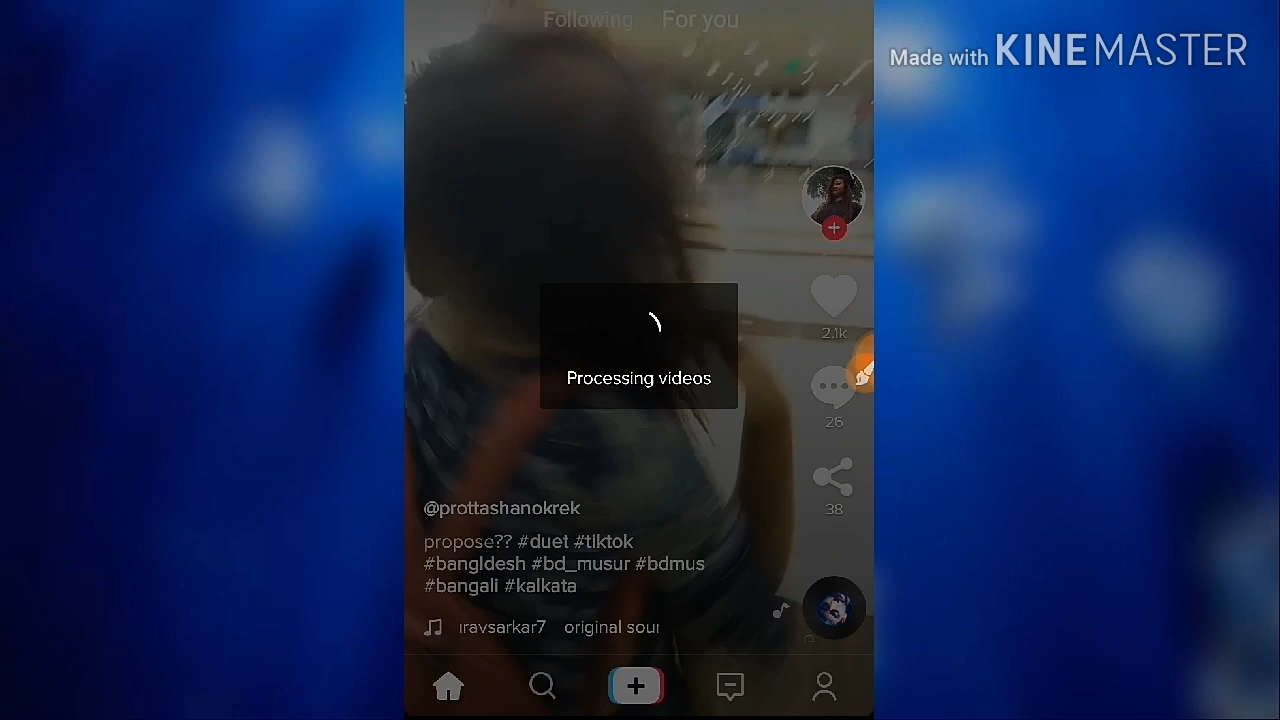 Following For you
Made with KINEMASTER
2.1k
Processing videos
26
@prottashanokrek
38
propose?? #duet #tiktok
#bangldesh #bd_musur #bdmus
#bangali #kalkata
ıravsarkar7 original sour